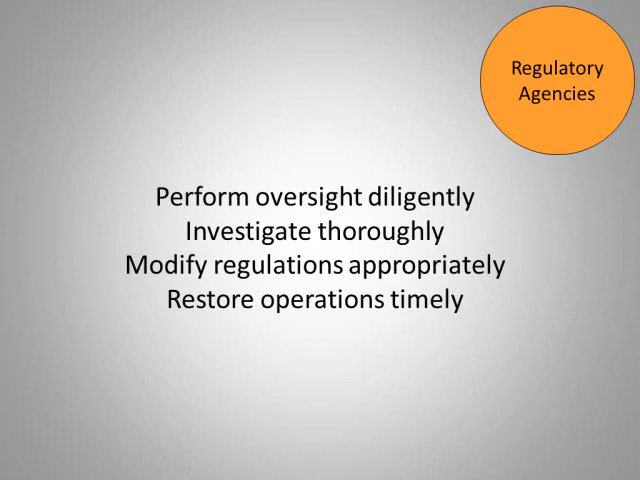 Regulatory
Agencies
Perform oversight diligently
Investigate thoroughly
Modify regulations appropriately
Restore operations timely